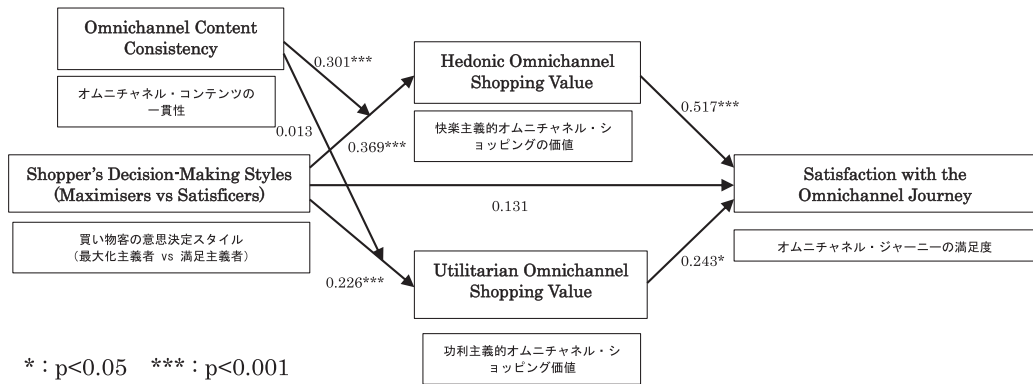 Omnichannel Content
Consistency
オムニチャネル・コンテンツの
一貫性
0.301***
0.013
Hedonic Omnichannel
Shopping Value
快楽主義的オムニチャネル・シ
ョッピングの価値
0.517***
0.369***
Shopper's Decision-Making Styles
(Maximisers vs Satisficers)
買い物客の意思決定スタイル
(最大化主義者 vs 満足主義者)
0.131
Satisfaction with the
Omnichannel Journey
オムニチャネル・ジャーニーの満足度
0.226***
Utilitarian Omnichannel
Shopping Value
0.243*
功利主義的オムニチャネル・シ
ョッピング価値
*:p<0.05 ***:p<0.001